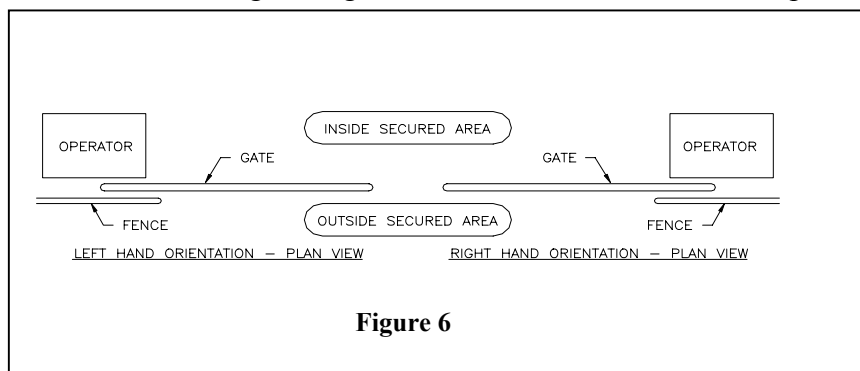 INSIDE SECURED AREA
OPERATOR
OPERATOR
GATE
GATE
OUTSIDE SECURED AREA
FENCE
FENCE
LEFT HAND ORIENTATION – PLAN VIEW
RIGHT HAND ORIENTATION – PLAN VIEW
Figure 6